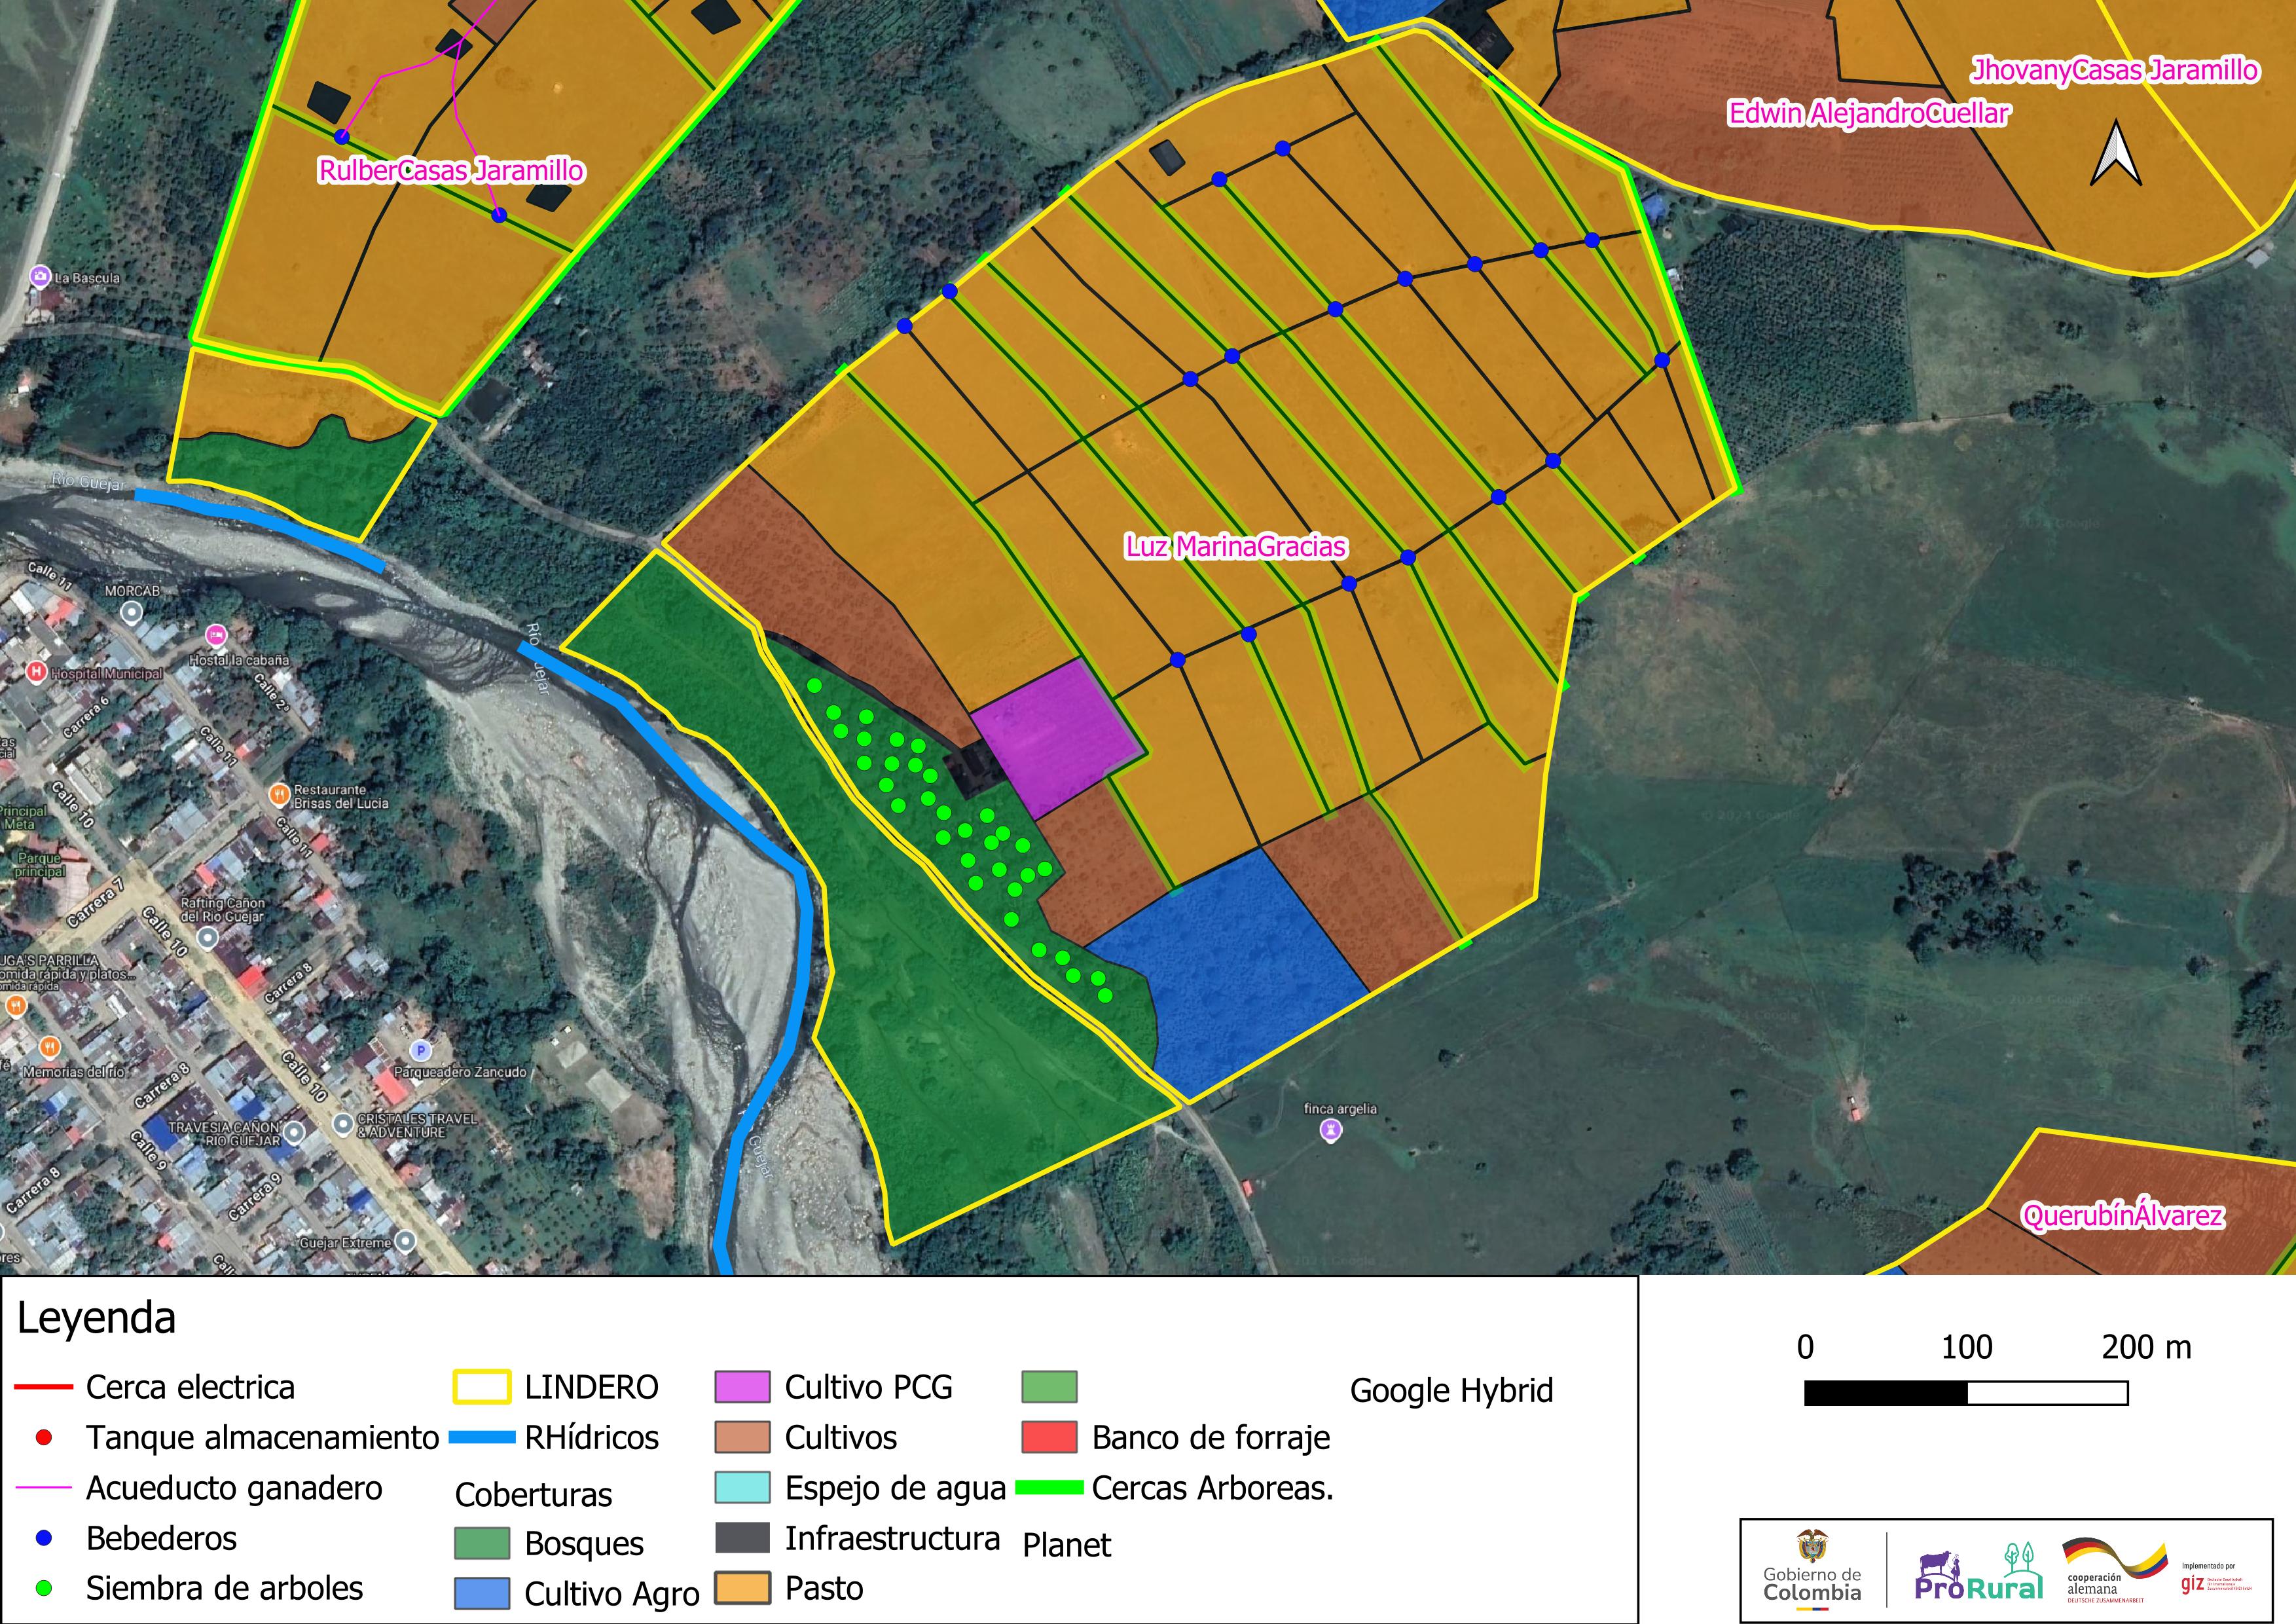 JhovanyCasas Jaramillo
Edwin AlejandroCuellar
RulberCasas Jaramillo
La Bascula
Río Guejar
Calle 11
MORCAB
Río Guejar
Hostal la cabaña
Hospital Municipal
Calle 2ª
Carrera 6
Calle 11
Luz MarinaGracias
Restaurante
Brisas del Lucia
Calle 10
Calle 11
Principal
Meta
Parque
principal
Carrera 7
Rafting Cañon
del Rio Guejar
Calle 10
Carrera 8
UGA'S PARRILLA
omida rápida y platos...
omida rápida
Memorias del río
Carrera 8
Calle 10
Parqueadero Zancudo
finca argelia
TRAVESIA CAÑON
RIO GUEJAR
CRISTALES TRAVEL
& ADVENTURE
Calle 9
Guejar
Carrera 8
Carrera 9
Guejar Extreme
QuerubínÁlvarez
Leyenda
Cerca electrica
Tanque almacenamiento
Acueducto ganadero
Bebederos
Siembra de arboles
LINDERO
RHídricos
Coberturas
Bosques
Cultivo Agro
Cultivo PCG
Cultivos
Espejo de agua
Infraestructura
Pasto
Banco de forraje
Cercas Arboreas.
Planet
Google Hybrid
0 100 200 m
Gobierno de
Colombia
ProRural
cooperación
alemana
DEUTSCHE ZUSAMMENARBEIT
Implementado por
giz